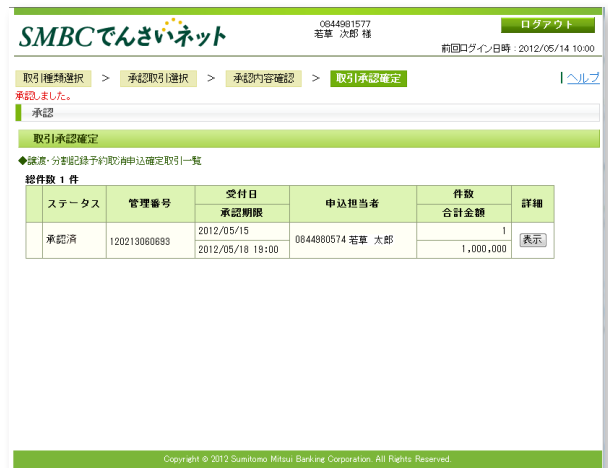 SMBCでんさいネット
0844981577
若草 次郎 様
ログアウト
前回ログイン日時：2012/05/14 10:00
取引種類選択 > 承認取引選択 > 承認内容確認 > 取引承認確定
ヘルプ
承認しました。
承認
取引承認確定
◆譲渡・分割記録予約取消申込確定取引一覧
総件数 1 件
ステータス 管理番号 受付日 申込担当者 件数 詳細
承認期限 合計金額
承認済 120213060693 2012/05/15 0844980574 若草 太郎 1 表示
2012/05/18 19:00 1,000,000
Copyright © 2012 Sumitomo Mitsui Banking Corporation. All Rights Reserved.